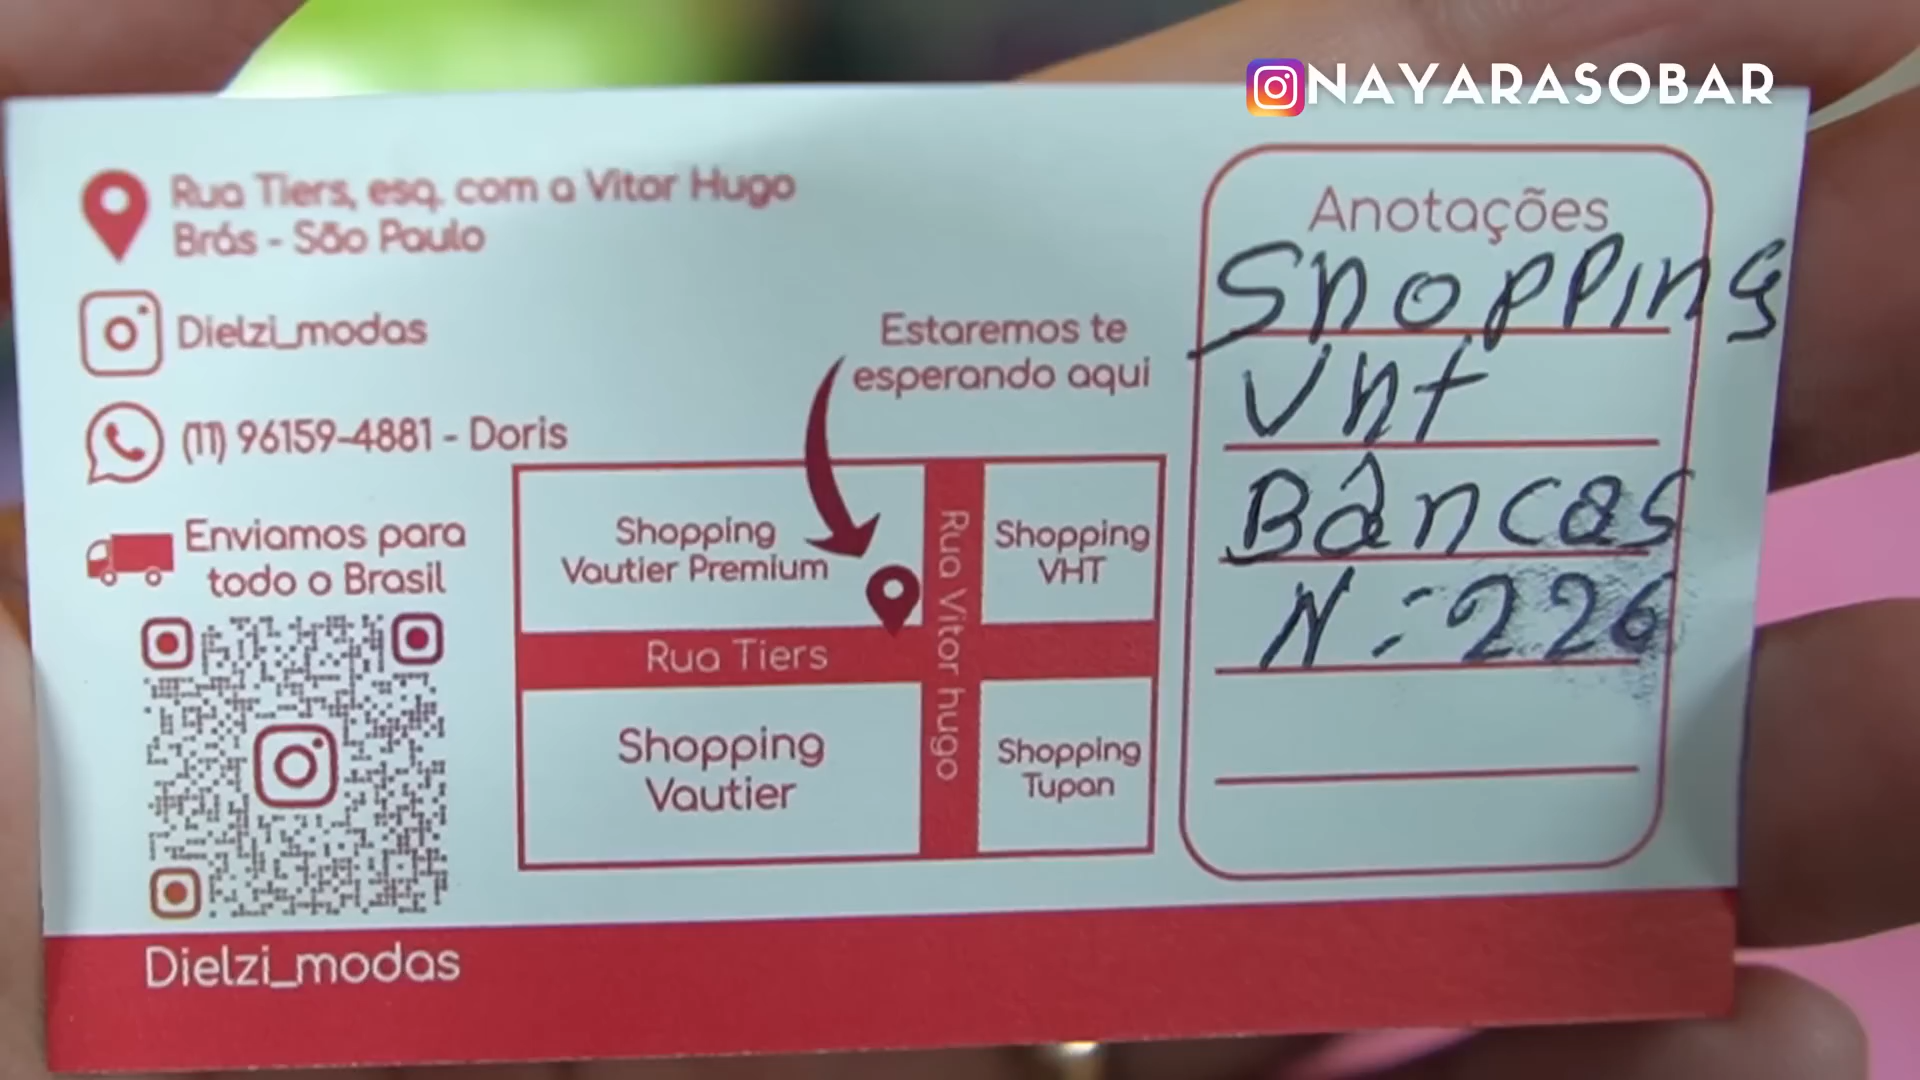 NAYARASOBAR
Rua Tiers, esq. com a Vitor Hugo
Brás - São Paulo
Dielzi_modas
(11) 96159-4881 - Doris
Enviamos para
todo o Brasil
Dielzi_modas
Estaremos te
esperando aqui
Shopping
Vautier Premium
Rua Vitor hugo
Shopping
VHT
Rua Tiers
Shopping
Vautier
Shopping
Tupan
Anotações
Shopping
Vht
Bâncas
N: 226